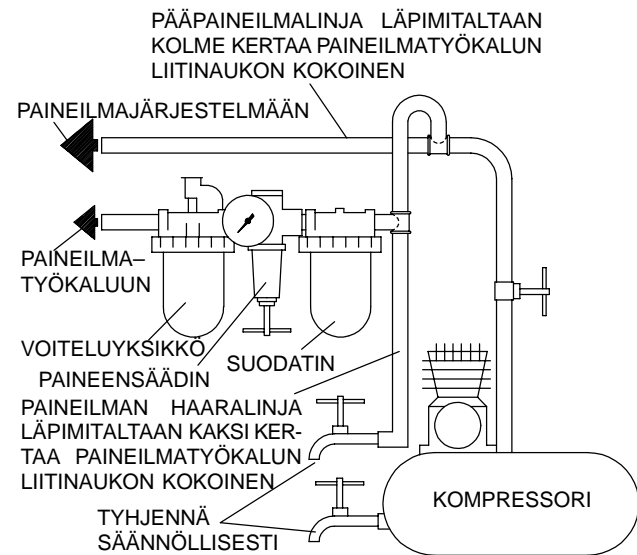 PÄÄPAINEILMALINJA LÄPIMITALTAAN
KOLME KERTAA PAINEILMATYÖKALUN
LIITINAUKON KOKOINEN
PAINEILMAJÄRJESTELMÄÄN
PAINEILMA–
TYÖKALUUN
VOITELUYKSIKKÖ
SUODATIN
PAINEENSÄÄDIN
PAINEILMAN HAARALINJA
LÄPIMITALTAAN KAKSI KER-
TAA PAINEILMATYÖKALUN
LIITINAUKON KOKOINEN
KOMPRESSORI
TYHJENNÄ
SÄÄNNÖLLISESTI